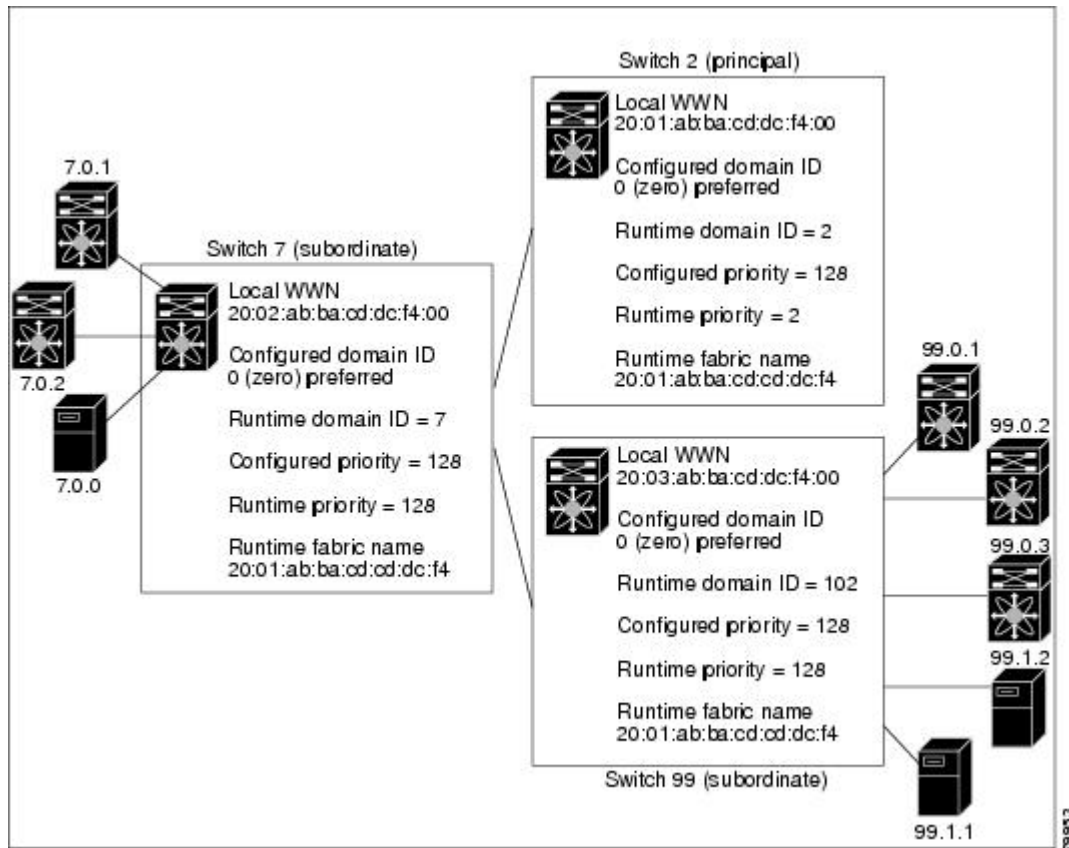 Switch 2 (principal)
Local WWN
20:01:ab:ba:cd:dc:f4:00
Configured domain ID
0 (zero) preferred
Runtime domain ID = 2
Configured priority = 128
Runtime priority = 2
Runtime fabric name
20:01:ab:ba:cd:cd:dc:f4
7.0.1
7.0.2
7.0.0
Switch 7 (subordinate)
Local WWN
20:02:ab:ba:cd:dc:f4:00
Configured domain ID
0 (zero) preferred
Runtime domain ID = 7
Configured priority = 128
Runtime priority = 128
Runtime fabric name
20:01:ab:ba:cd:cd:dc:f4
Local WWN
20:03:ab:ba:cd:dc:f4:00
Configured domain ID
0 (zero) preferred
Runtime domain ID = 102
Configured priority = 128
Runtime priority = 128
Runtime fabric name
20:01:ab:ba:cd:cd:dc:f4
Switch 99 (subordinate)
99.0.1
99.0.2
99.0.3
99.1.2
99.1.1